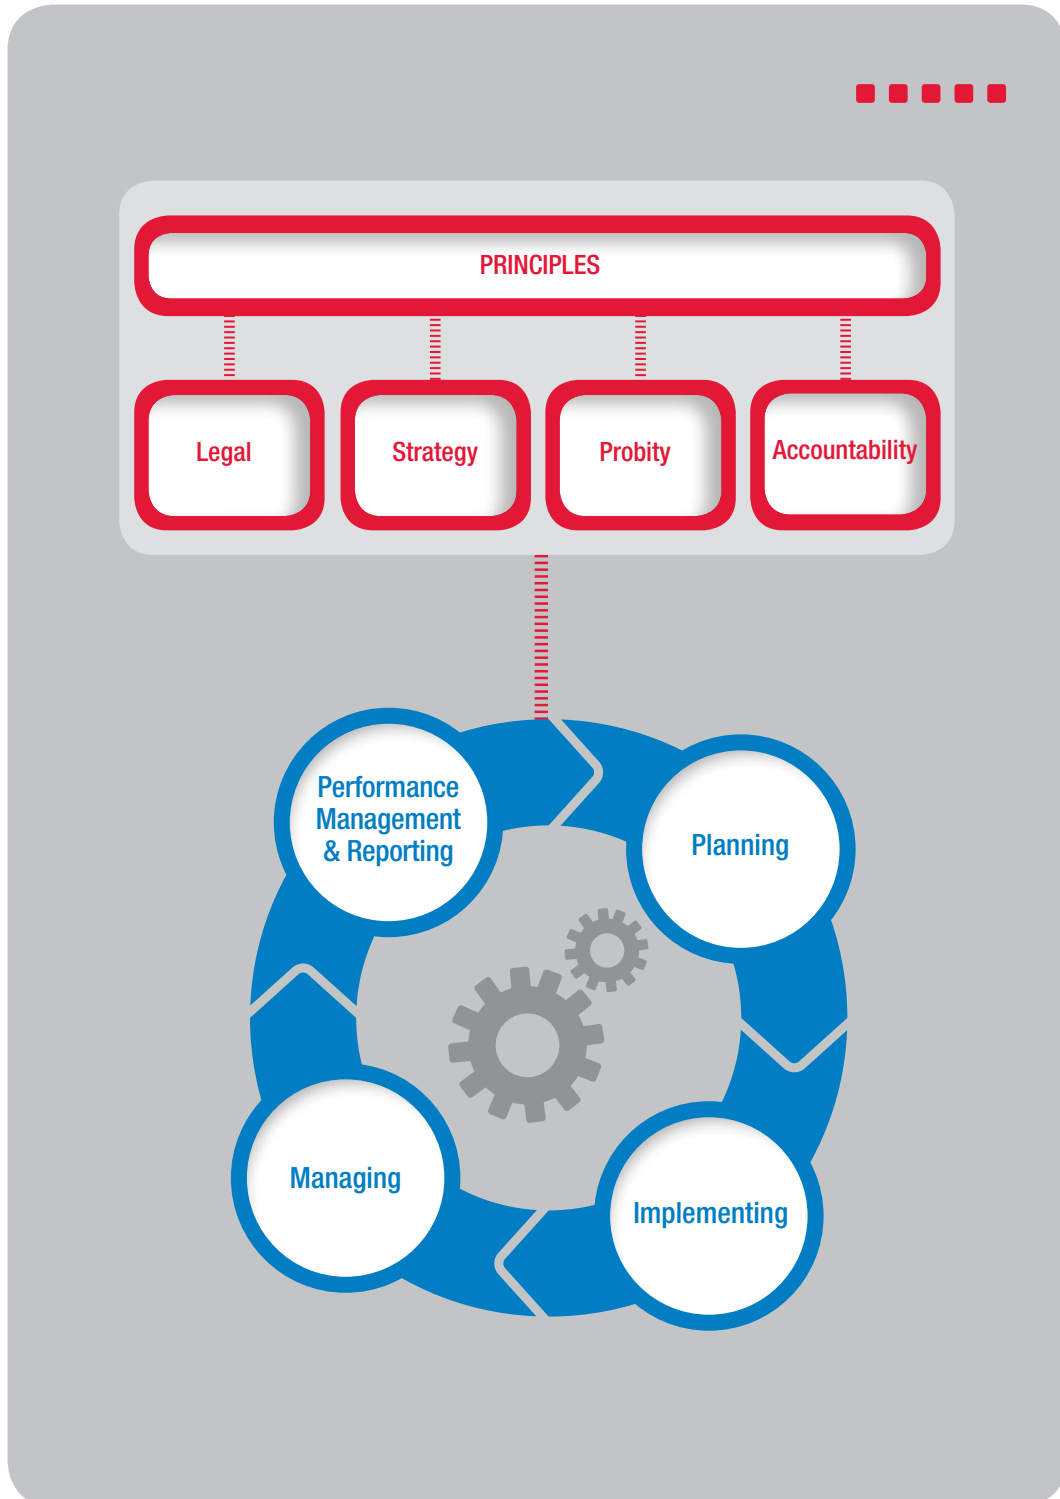 PRINCIPLES
Legal
Strategy
Probity
Accountability
Performance
Management
& Reporting
Planning
Managing
Implementing